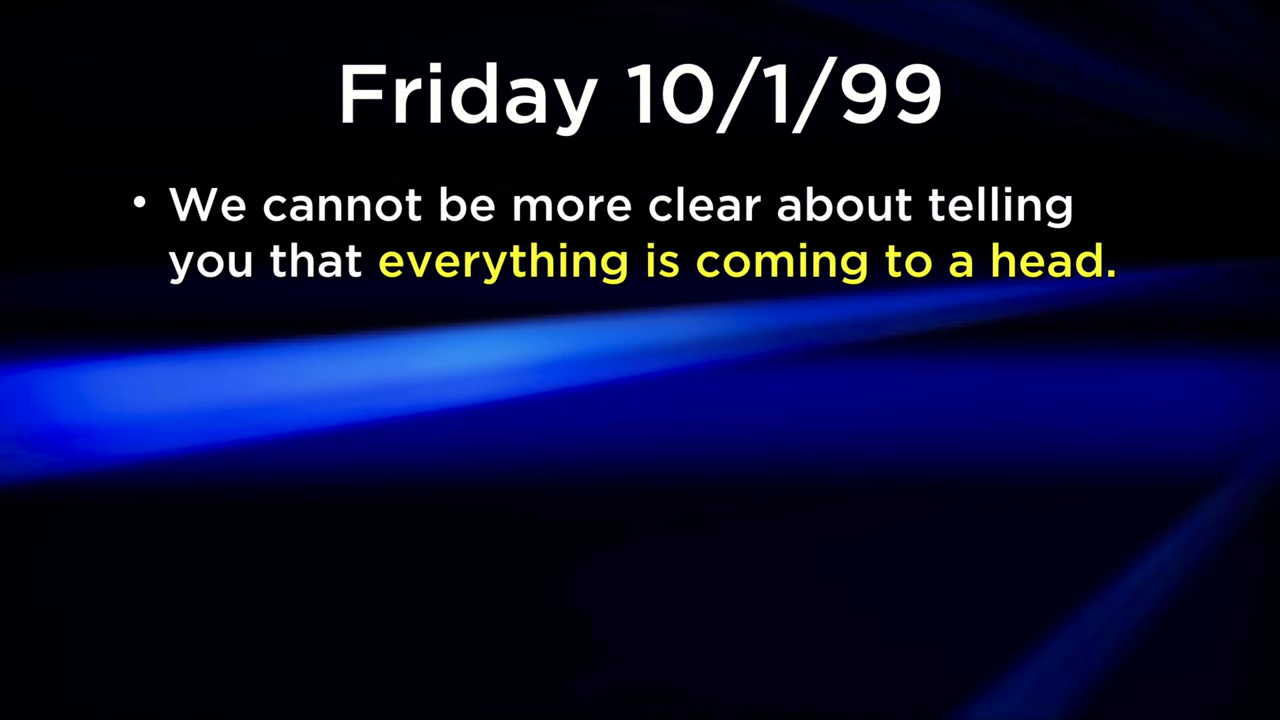 Friday 10/1/99
• We cannot be more clear about telling
you that everything is coming to a head.